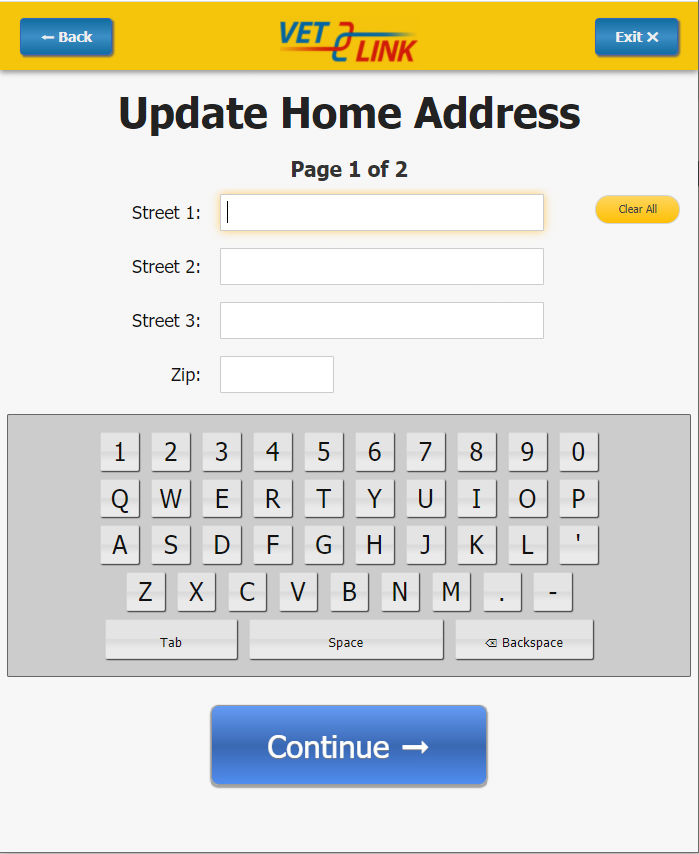 ← Back
VET LINK
Exit ✕
Update Home Address
Page 1 of 2
Street 1:
Clear All
Street 2:
Street 3:
Zip:
1 2 3 4 5 6 7 8 9 0
Q W E R T Y U I O P
A S D F G H J K L '
Z X C V B N M . -
Tab Space ⌫ Backspace
Continue →